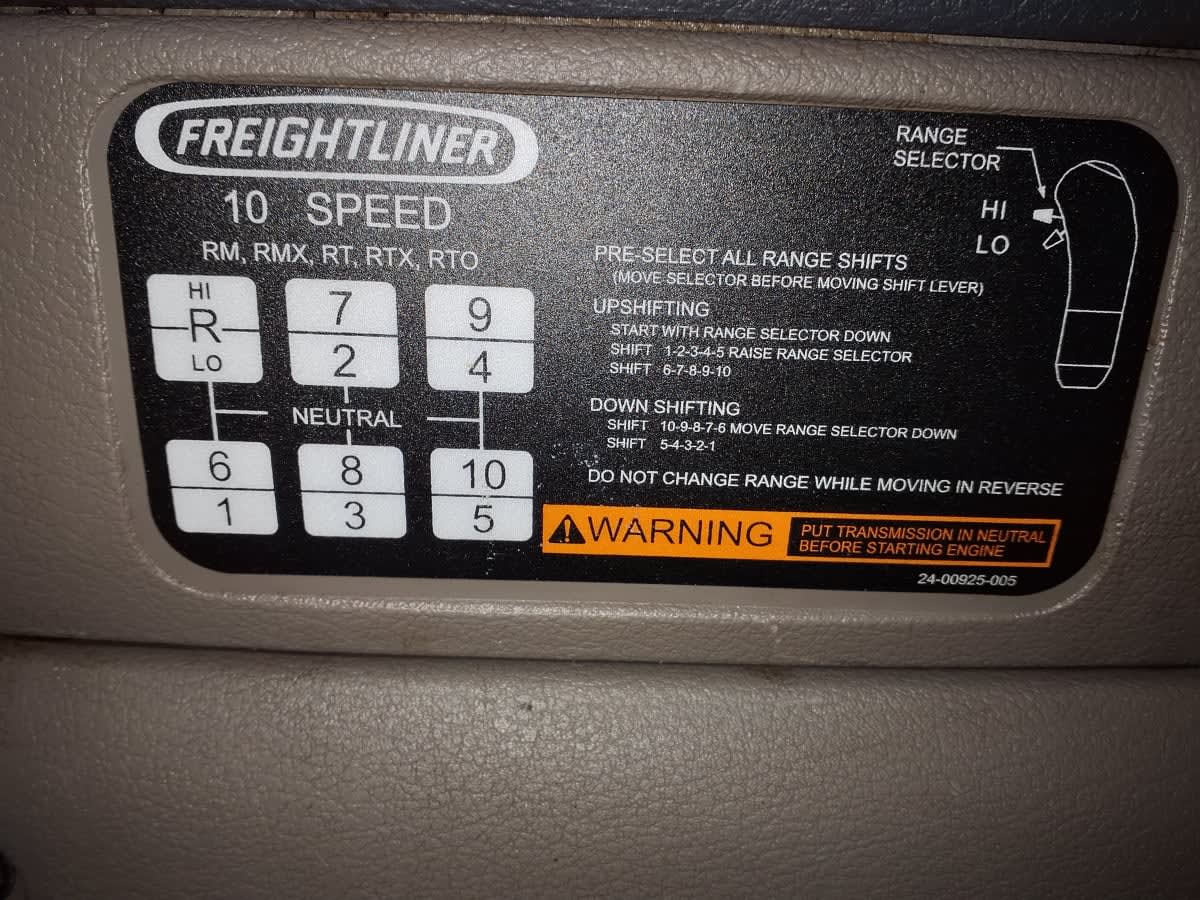 FREIGHTLINER
10 SPEED
RM, RMX, RT, RTX, RTO
HI
R
LO
7
2
9
4
NEUTRAL
6
1
8
3
10
5
RANGE
SELECTOR
HI
LO
PRE-SELECT ALL RANGE SHIFTS
(MOVE SELECTOR BEFORE MOVING SHIFT LEVER)
UPSHIFTING
START WITH RANGE SELECTOR DOWN
SHIFT 1-2-3-4-5 RAISE RANGE SELECTOR
SHIFT 6-7-8-9-10
DOWN SHIFTING
SHIFT 10-9-8-7-6 MOVE RANGE SELECTOR DOWN
SHIFT 5-4-3-2-1
DO NOT CHANGE RANGE WHILE MOVING IN REVERSE
WARNING
PUT TRANSMISSION IN NEUTRAL
BEFORE STARTING ENGINE
24-00925-005